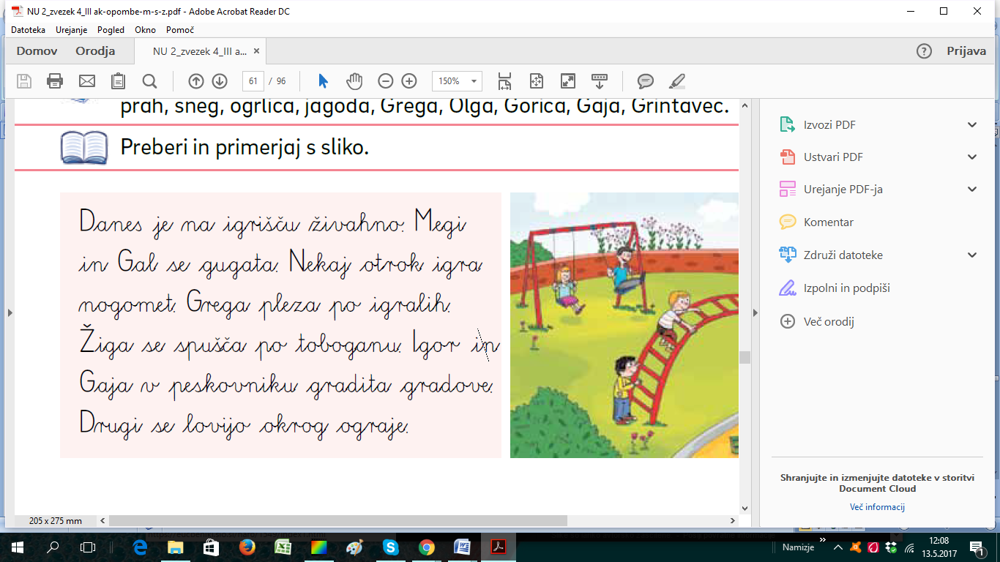 NU 2_zvezek 4_III ak-opombe-m-s-z.pdf - Adobe Acrobat Reader DC
Datoteka Urejanje Pogled Okno Pomoč
Domov Orodja NU 2_zvezek 4_III a... × Prijava
61 / 96 150%
prah, sneg, ogrlica, jagoda, Grega, Olga, Gorica, Gaja, Grintavec.
Preberi in primerjaj s sliko.
Danes je na igrišču živahno. Megi
in Gal se gugata. Nekaj otrok igra
nogomet. Grega pleza po igralih.
Žiga se spušča po toboganu. Igor in
Gaja v peskovniku gradita gradove.
Drugi se lovijo okrog ograje.
Izvozi PDF
Ustvari PDF
Urejanje PDF-ja
Komentar
Združi datoteke
Izpolni in podpiši
Več orodij
Shranjujte in izmenjujte datoteke v storitvi
Document Cloud
Več informacij
205 x 275 mm
Namizje » 12:08
13.5.2017